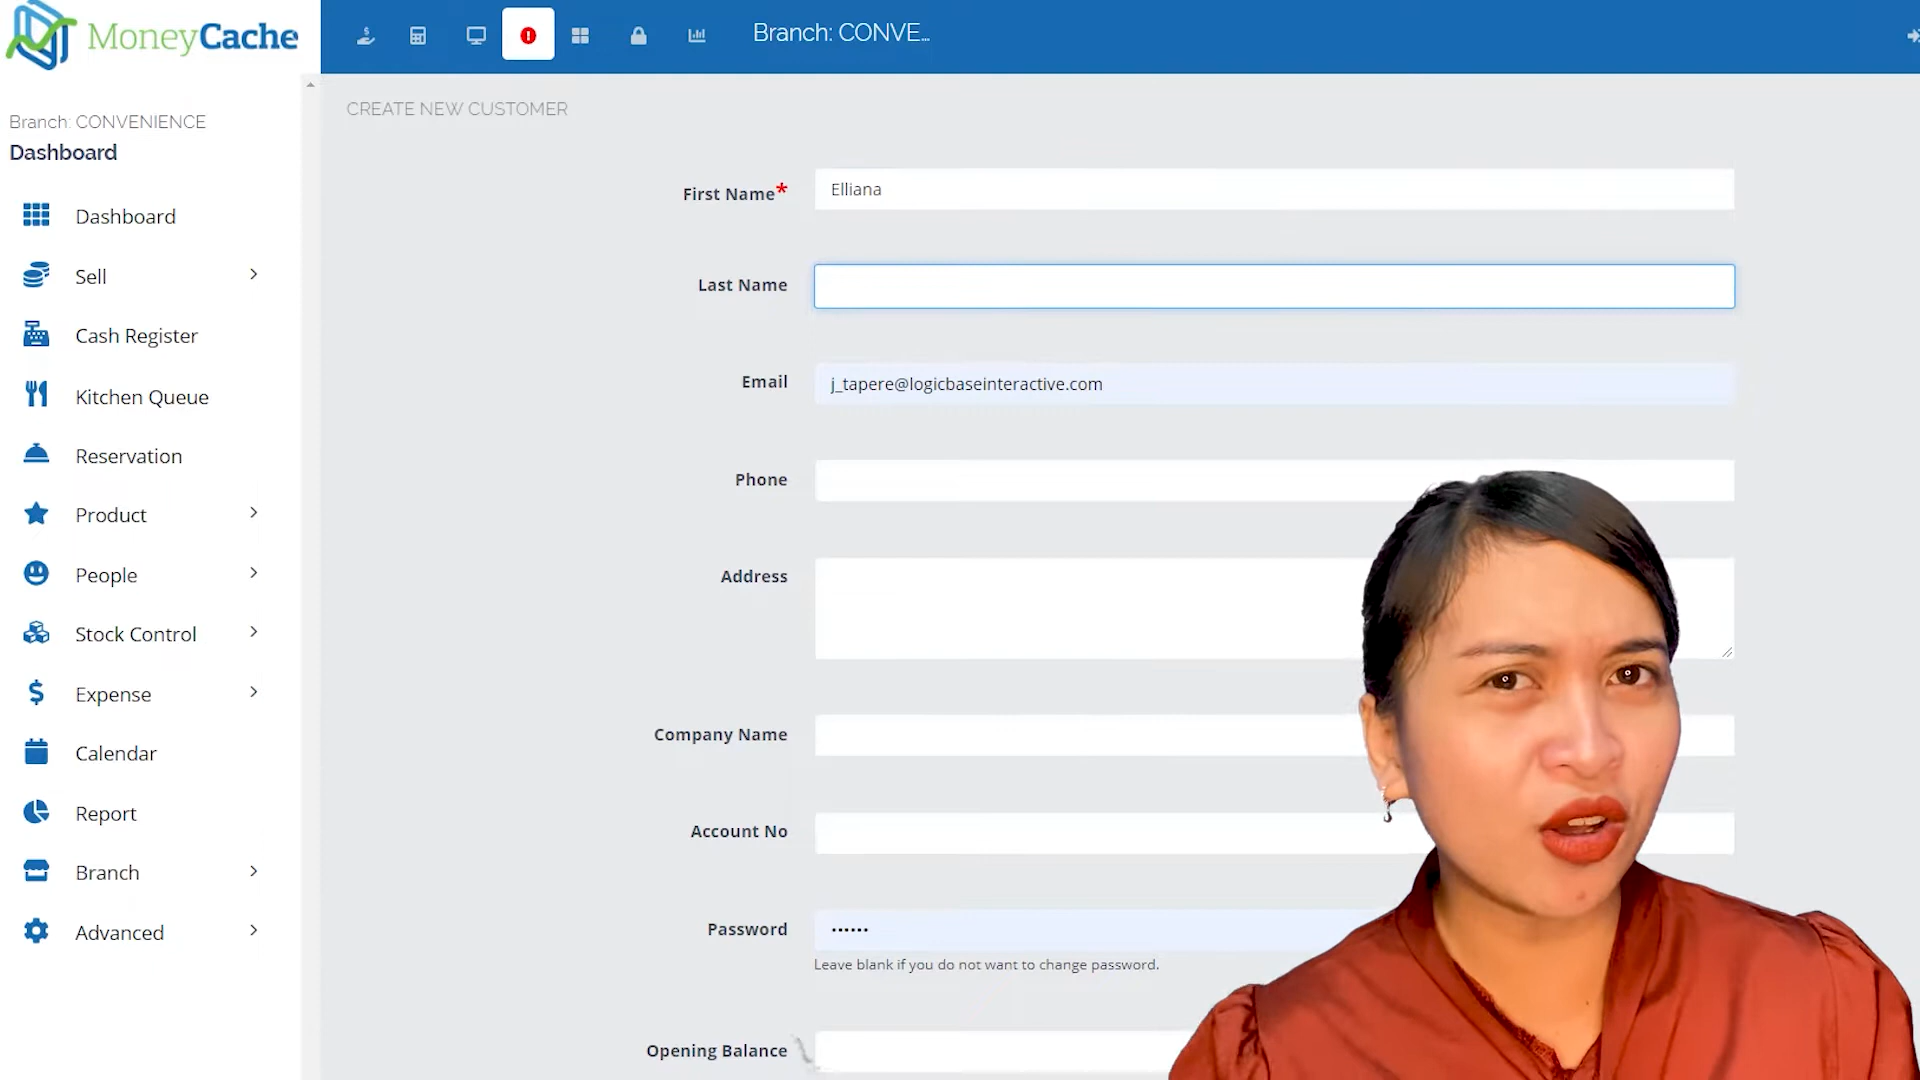 MoneyCache
Branch: CONVE...
Branch: CONVENIENCE
Dashboard
Dashboard
Sell
Cash Register
Kitchen Queue
Reservation
Product
People
Stock Control
Expense
Calendar
Report
Branch
Advanced
CREATE NEW CUSTOMER
First Name*
Elliana
Last Name
Email
j_tapere@logicbaseinteractive.com
Phone
Address
Company Name
Account No
Password
••••••
Leave blank if you do not want to change password.
Opening Balance